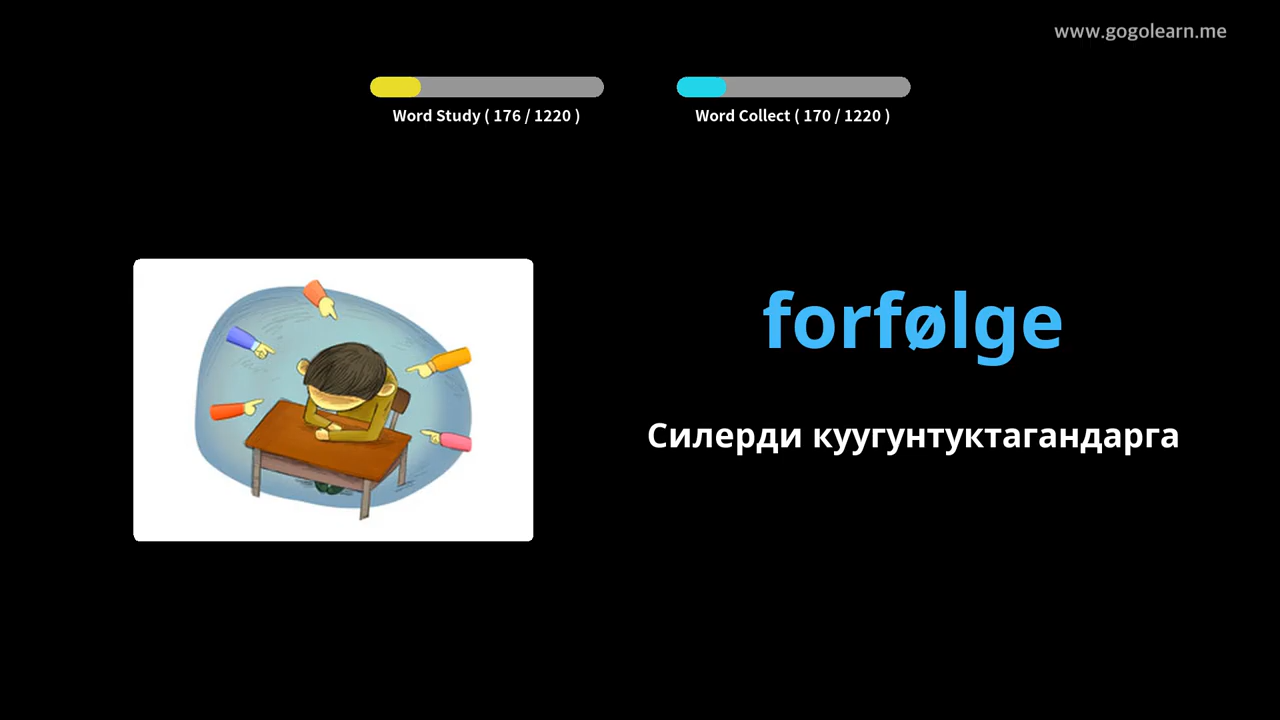 www.gogolearn.me
Word Study ( 176 / 1220 )
Word Collect ( 170 / 1220 )
forfølge
Силерди куугунтуктагандарга